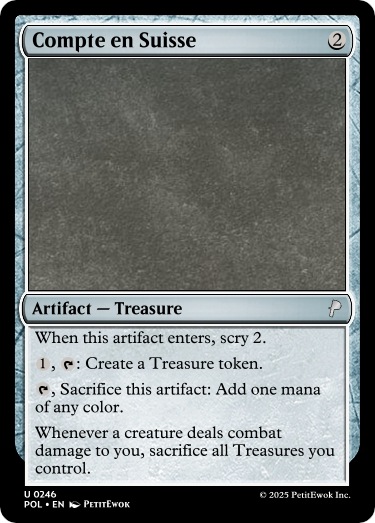 Compte en Suisse 2
Artifact — Treasure
When this artifact enters, scry 2.
1, : Create a Treasure token.
, Sacrifice this artifact: Add one mana
of any color.
Whenever a creature deals combat
damage to you, sacrifice all Treasures you
control.
U 0246
POL • EN PetitEwok
© 2025 PetitEwok Inc.